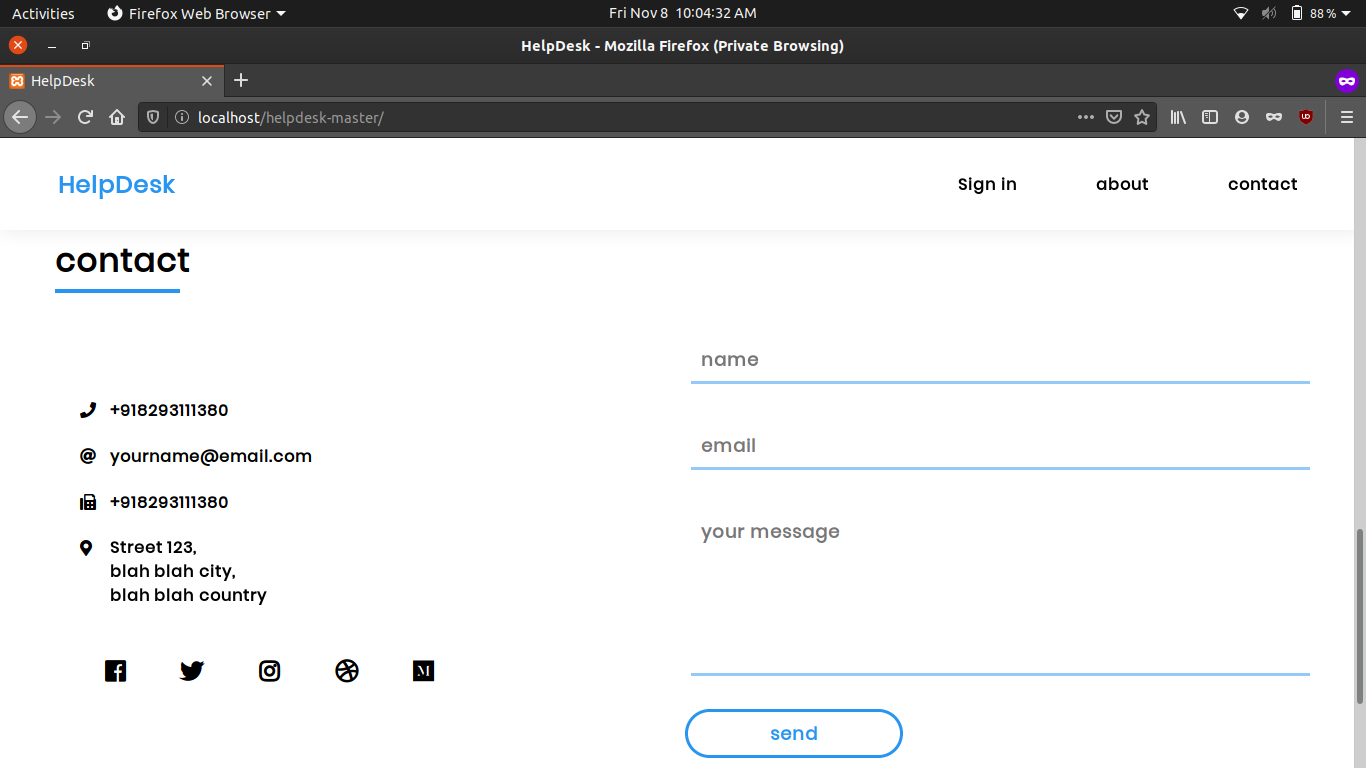 Activities
Firefox Web Browser
Fri Nov 8 10:04:32 AM
88%
HelpDesk - Mozilla Firefox (Private Browsing)
HelpDesk
localhost/helpdesk-master/
HelpDesk
Sign in
about
contact
contact
+918293111380
yourname@email.com
+918293111380
Street 123,
blah blah city,
blah blah country
name
email
your message
send